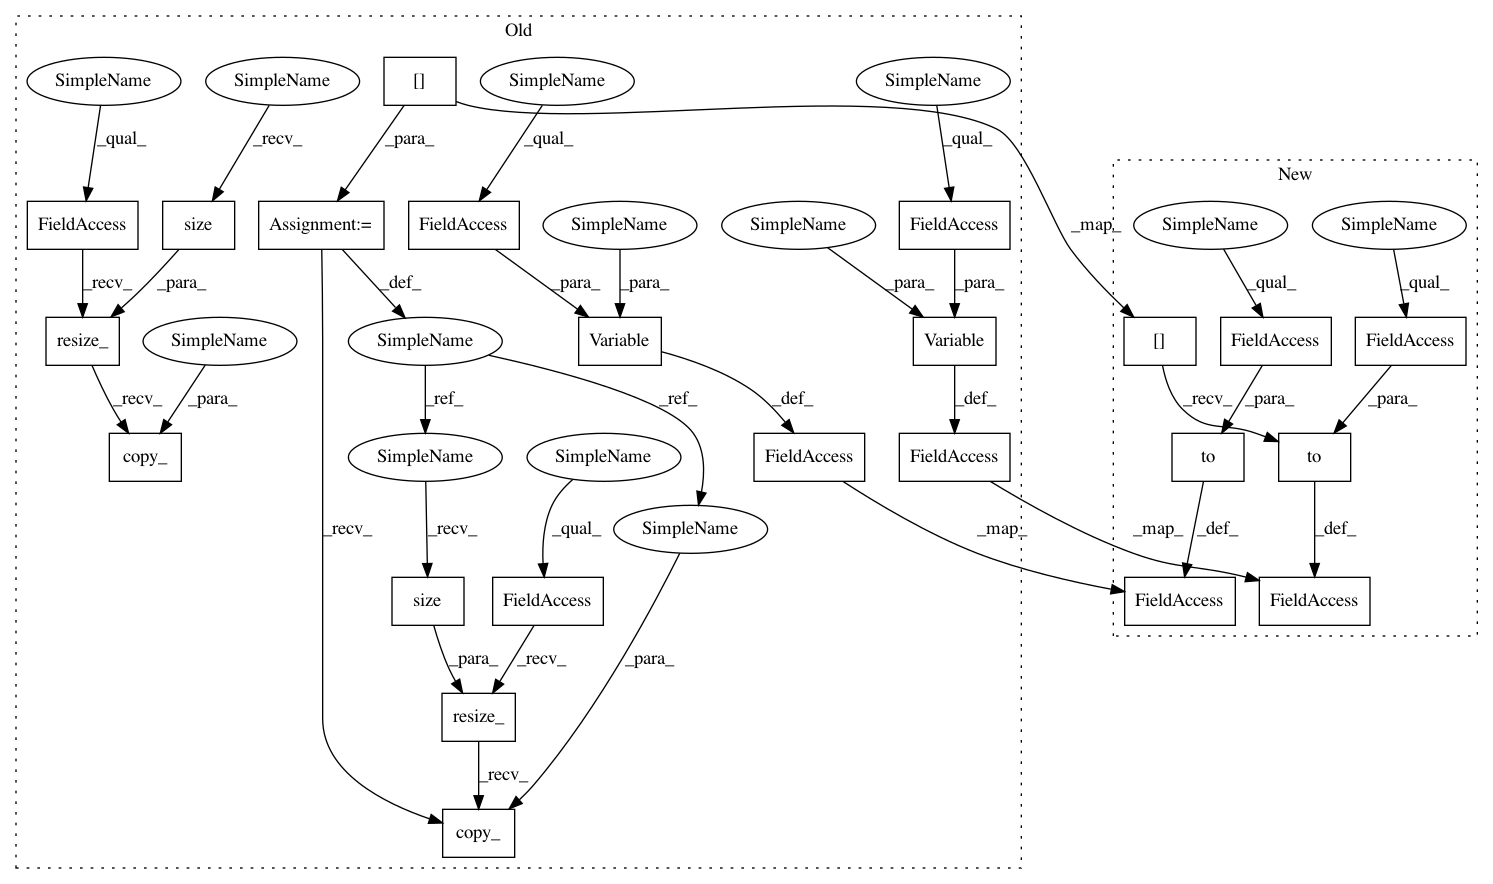 Old
SimpleName
SimpleName
[]
SimpleName
SimpleName
_qual_
_recv_
_para_
_qual_
_qual_
New
FieldAccess
size
Assignment:=
FieldAccess
SimpleName
SimpleName
FieldAccess
_map_
SimpleName
SimpleName
_recv_
_para_
_def_
_para_
_para_
_para_
_para_
_qual_
_qual_
resize_
SimpleName
SimpleName
Variable
Variable
[]
FieldAccess
FieldAccess
_recv_
_para_
_ref_
_ref_
_def_
_def_
_recv_
_para_
_para_
copy_
SimpleName
SimpleName
FieldAccess
FieldAccess
to
to
_recv_
_recv_
_qual_
SimpleName
_map_
_map_
_def_
_def_
size
FieldAccess
FieldAccess
FieldAccess
_para_
_recv_
_para_
resize_
_recv_
copy_